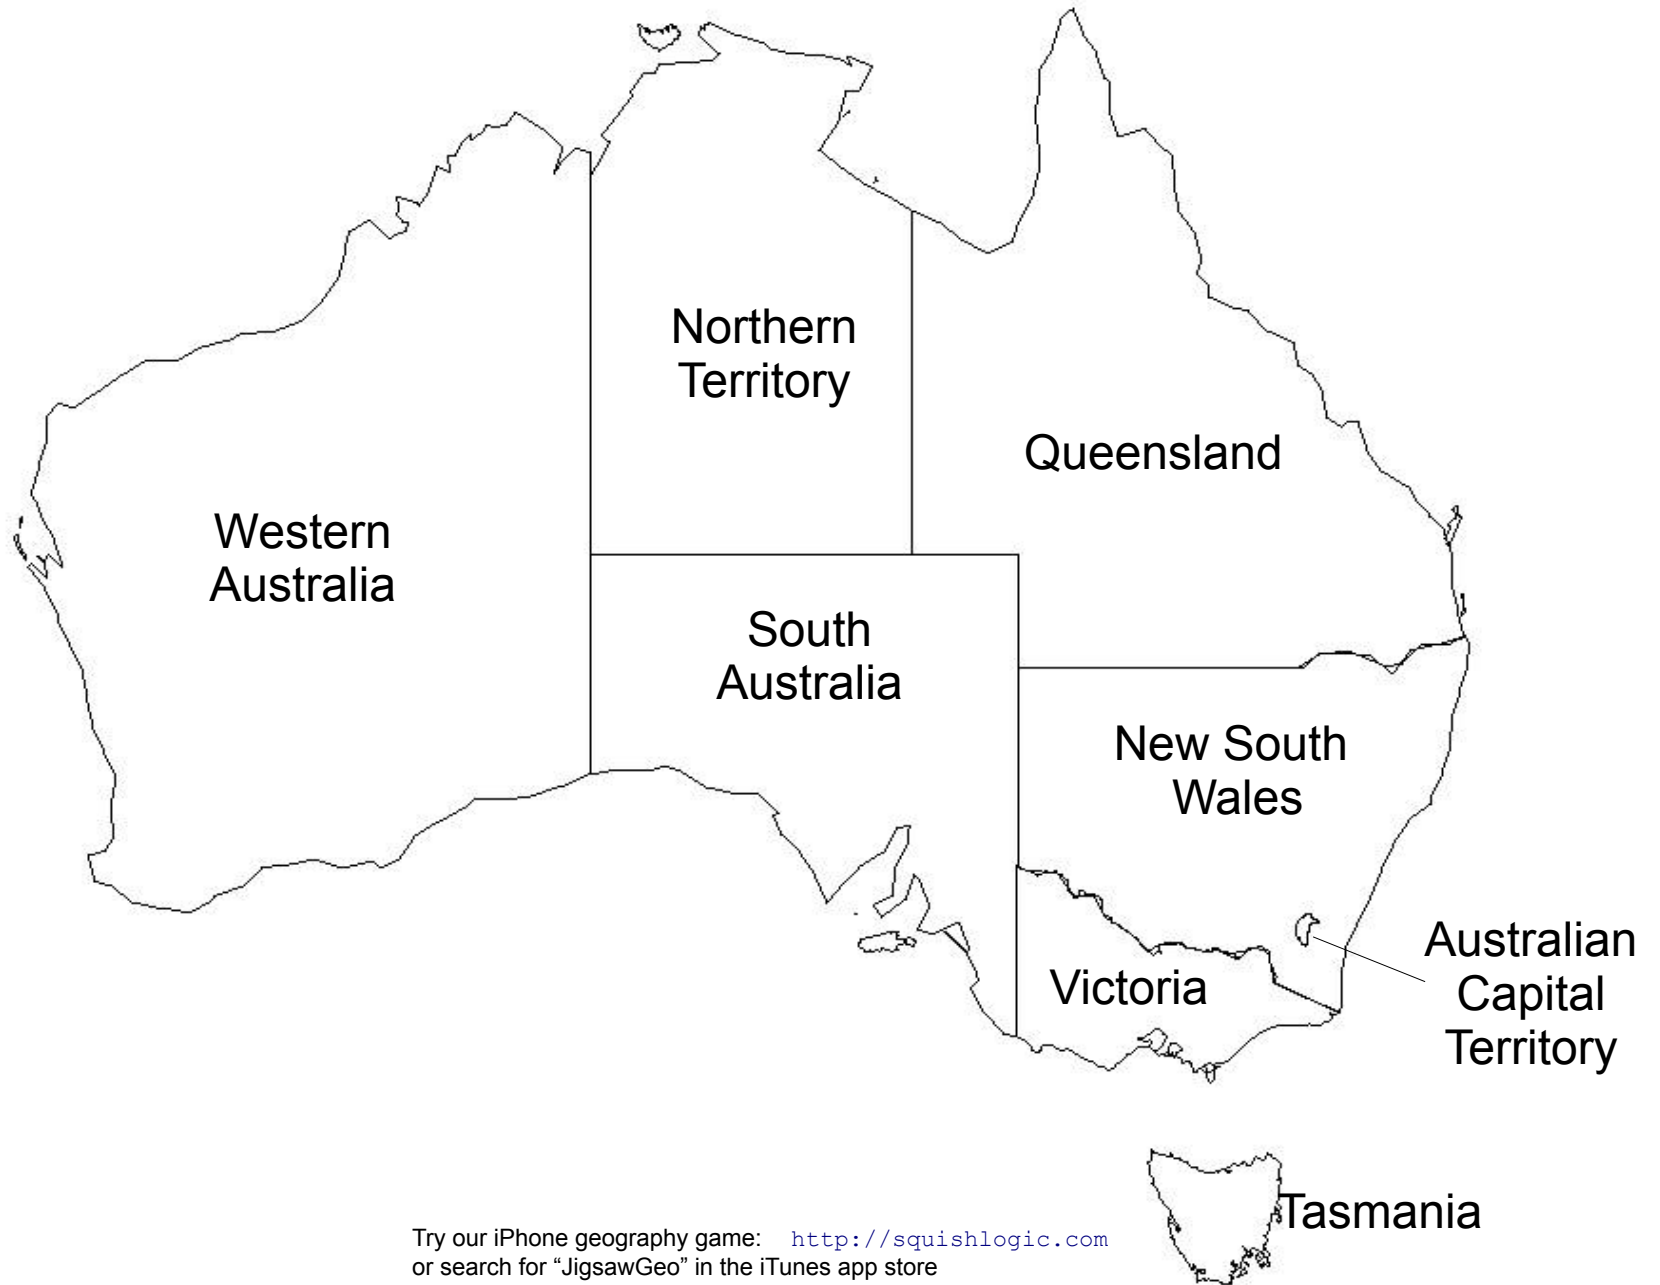 Northern
Territory
Queensland
Western
Australia
South
Australia
New South
Wales
Australian
Capital
Territory
Victoria
Tasmania
Try our iPhone geography game: http://squishlogic.com
or search for “JigsawGeo” in the iTunes app store